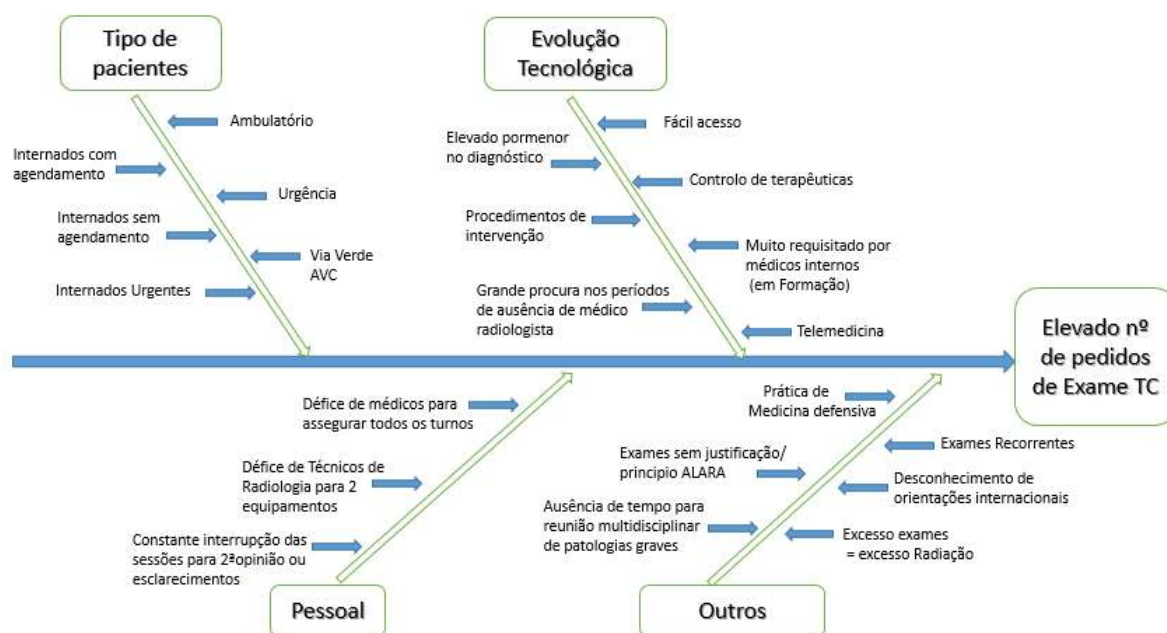 Tipo de
pacientes
Ambulatório
Internados com
agendamento
Urgência
Internados sem
agendamento
Via Verde
AVC
Internados Urgentes
Evolução
Tecnológica
Fácil acesso
Elevado pormenor
no diagnóstico
Controlo de terapêuticas
Procedimentos de
intervenção
Muito requisitado por
médicos internos
(em Formação)
Grande procura nos períodos
de ausência de médico
radiologista
Telemedicina
Elevado nº
de pedidos
de Exame TC
Défice de médicos para
assegurar todos os turnos
Défice de Técnicos de
Radiologia para 2
equipamentos
Constante interrupção das
sessões para 2ªopinião ou
esclarecimentos
Pessoal
Prática de
Medicina defensiva
Exames Recorrentes
Exames sem justificação/
principio ALARA
Desconhecimento de
orientações internacionais
Ausência de tempo para
reunião multidisciplinar
de patologias graves
Excesso exames
= excesso Radiação
Outros